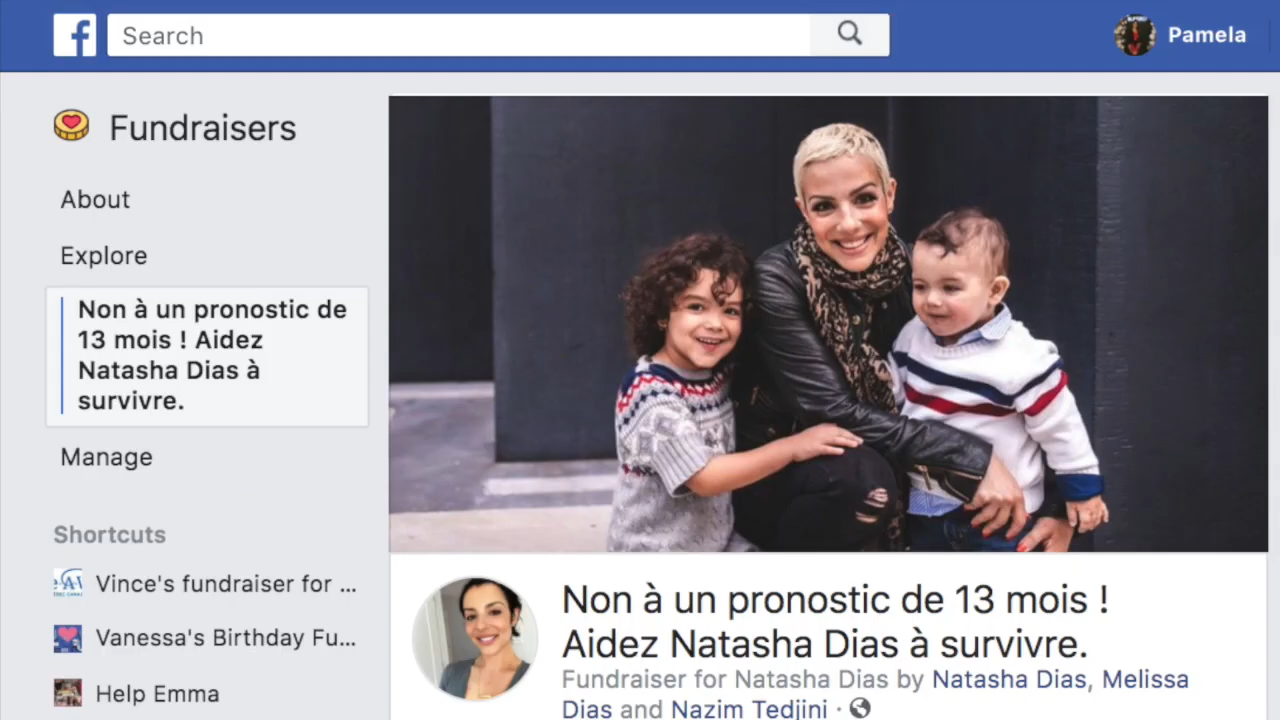 f
Search
Pamela
Fundraisers
About
Explore
Non à un pronostic de
13 mois ! Aidez
Natasha Dias à
survivre.
Manage
Shortcuts
Vince's fundraiser for ...
Vanessa's Birthday Fu...
Help Emma
Non à un pronostic de 13 mois !
Aidez Natasha Dias à survivre.
Fundraiser for Natasha Dias by Natasha Dias, Melissa
Dias and Nazim Tedjini ·